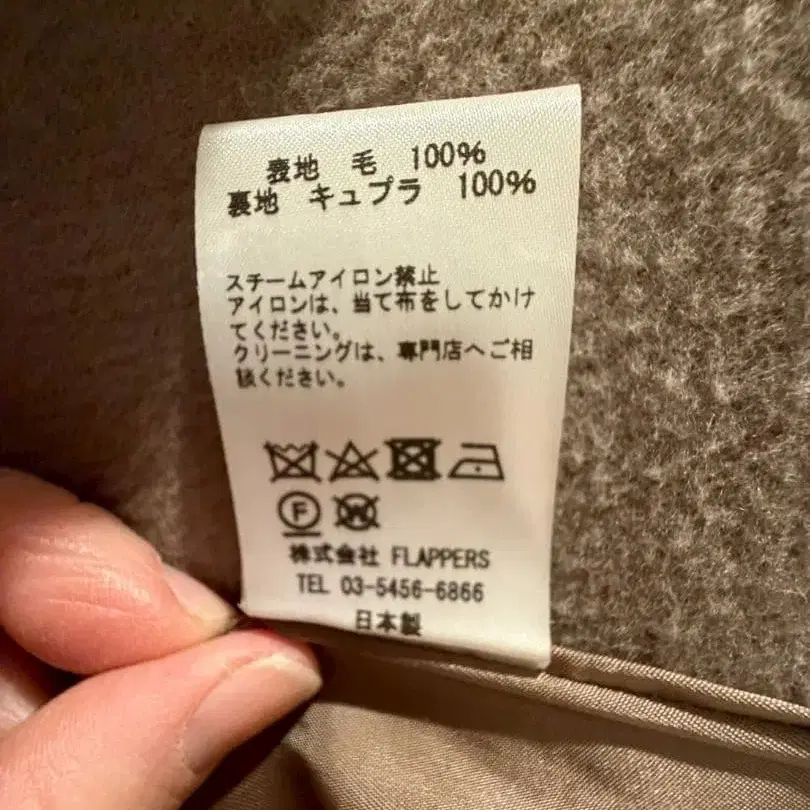 表地 毛 100%
裏地 キュプラ 100%
スチームアイロン禁止
アイロンは、当て布をしてかけ
てください。
クリーニングは、専門店へご相
談ください。
F
W
株式会社 FLAPPERS
TEL 03-5456-6866
日本製